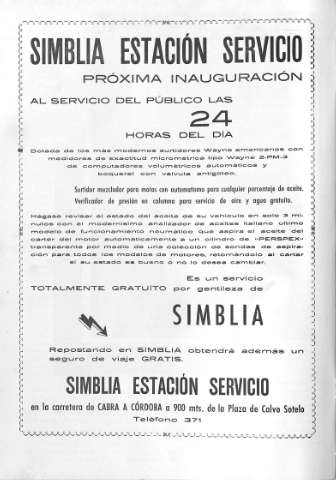 SIMBLIA ESTACIÓN SERVICIO
PRÓXIMA INAUGURACIÓN
AL SERVICIO DEL PÚBLICO LAS
24
HORAS DEL DÍA
Dotada de los más modernos surtidores Wayne americanos con
medidores de exactitud micrométrica tipo Wayne 2-PM-3
de computadores volumétricos automáticos y
boquerel con válvula antigoteo.
Surtidor mezclador para motos con automatismo para cualquier porcentaje de aceite.
Verificador de presión en columna para servicio de aire y agua gratuito.
Hágase revisar el estado del aceite de su vehículo en solo 3 mi-
nutos con el modernísimo analizador de aceites italiano último
modelo de funcionamiento neumático que aspira el aceite del
cárter del motor automáticamente a un cilindro de «PERSPEX»
transparente por medio de una colección de sondas de aspira-
ción para todos los modelos de motores, retornándolo al cárter
si su estado es bueno o no lo desea cambiar.
Es un servicio
TOTALMENTE GRATUITO por gentileza de
SIMBLIA
Repostando en SIMBLIA obtendrá además un
seguro de viaje GRATIS.
SIMBLIA ESTACIÓN SERVICIO
en la carretera de CABRA A CÓRDOBA a 900 mts. de la Plaza de Calvo Sotelo
Teléfono 371